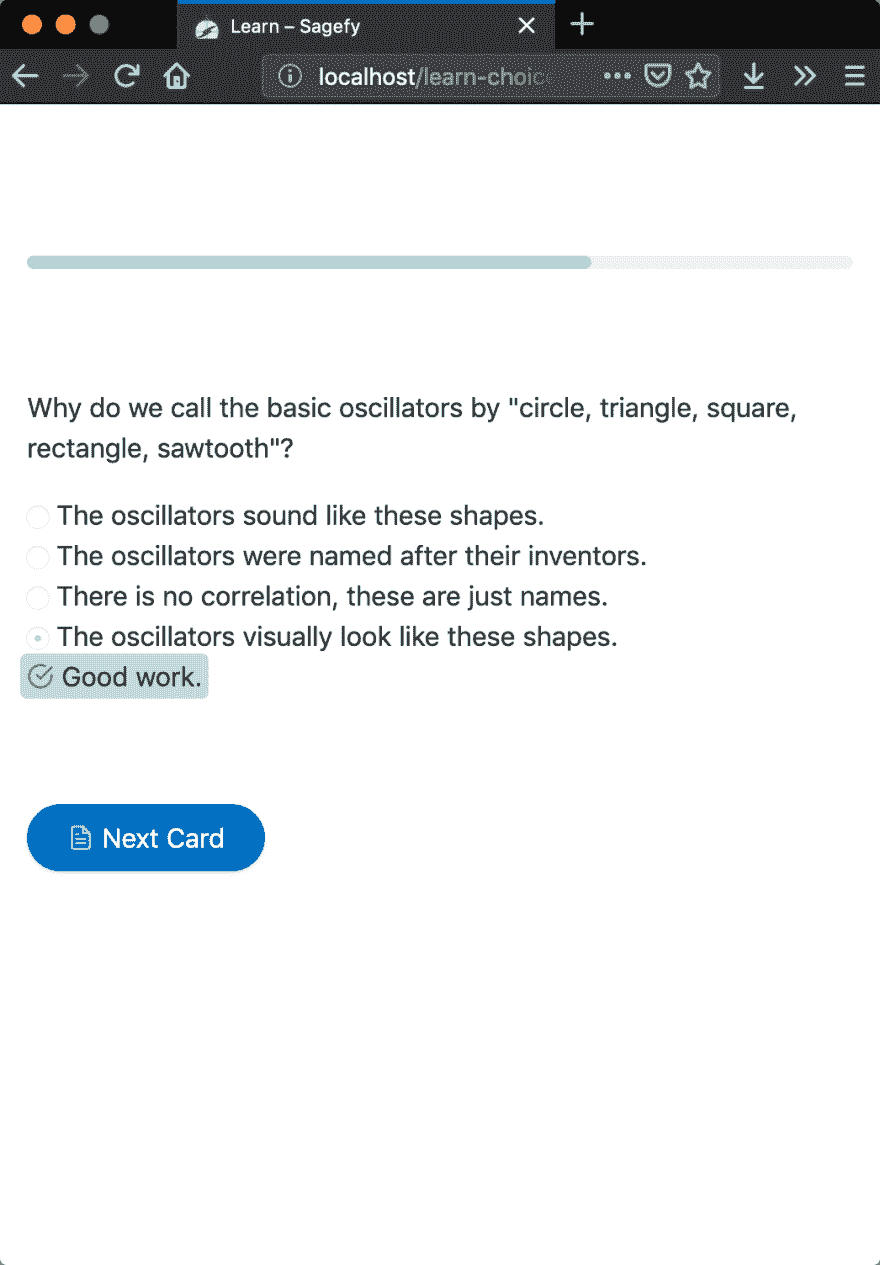 Learn – Sagefy
localhost/learn-choic
Why do we call the basic oscillators by "circle, triangle, square,
rectangle, sawtooth"?
The oscillators sound like these shapes.
The oscillators were named after their inventors.
There is no correlation, these are just names.
The oscillators visually look like these shapes.
Good work.
Next Card